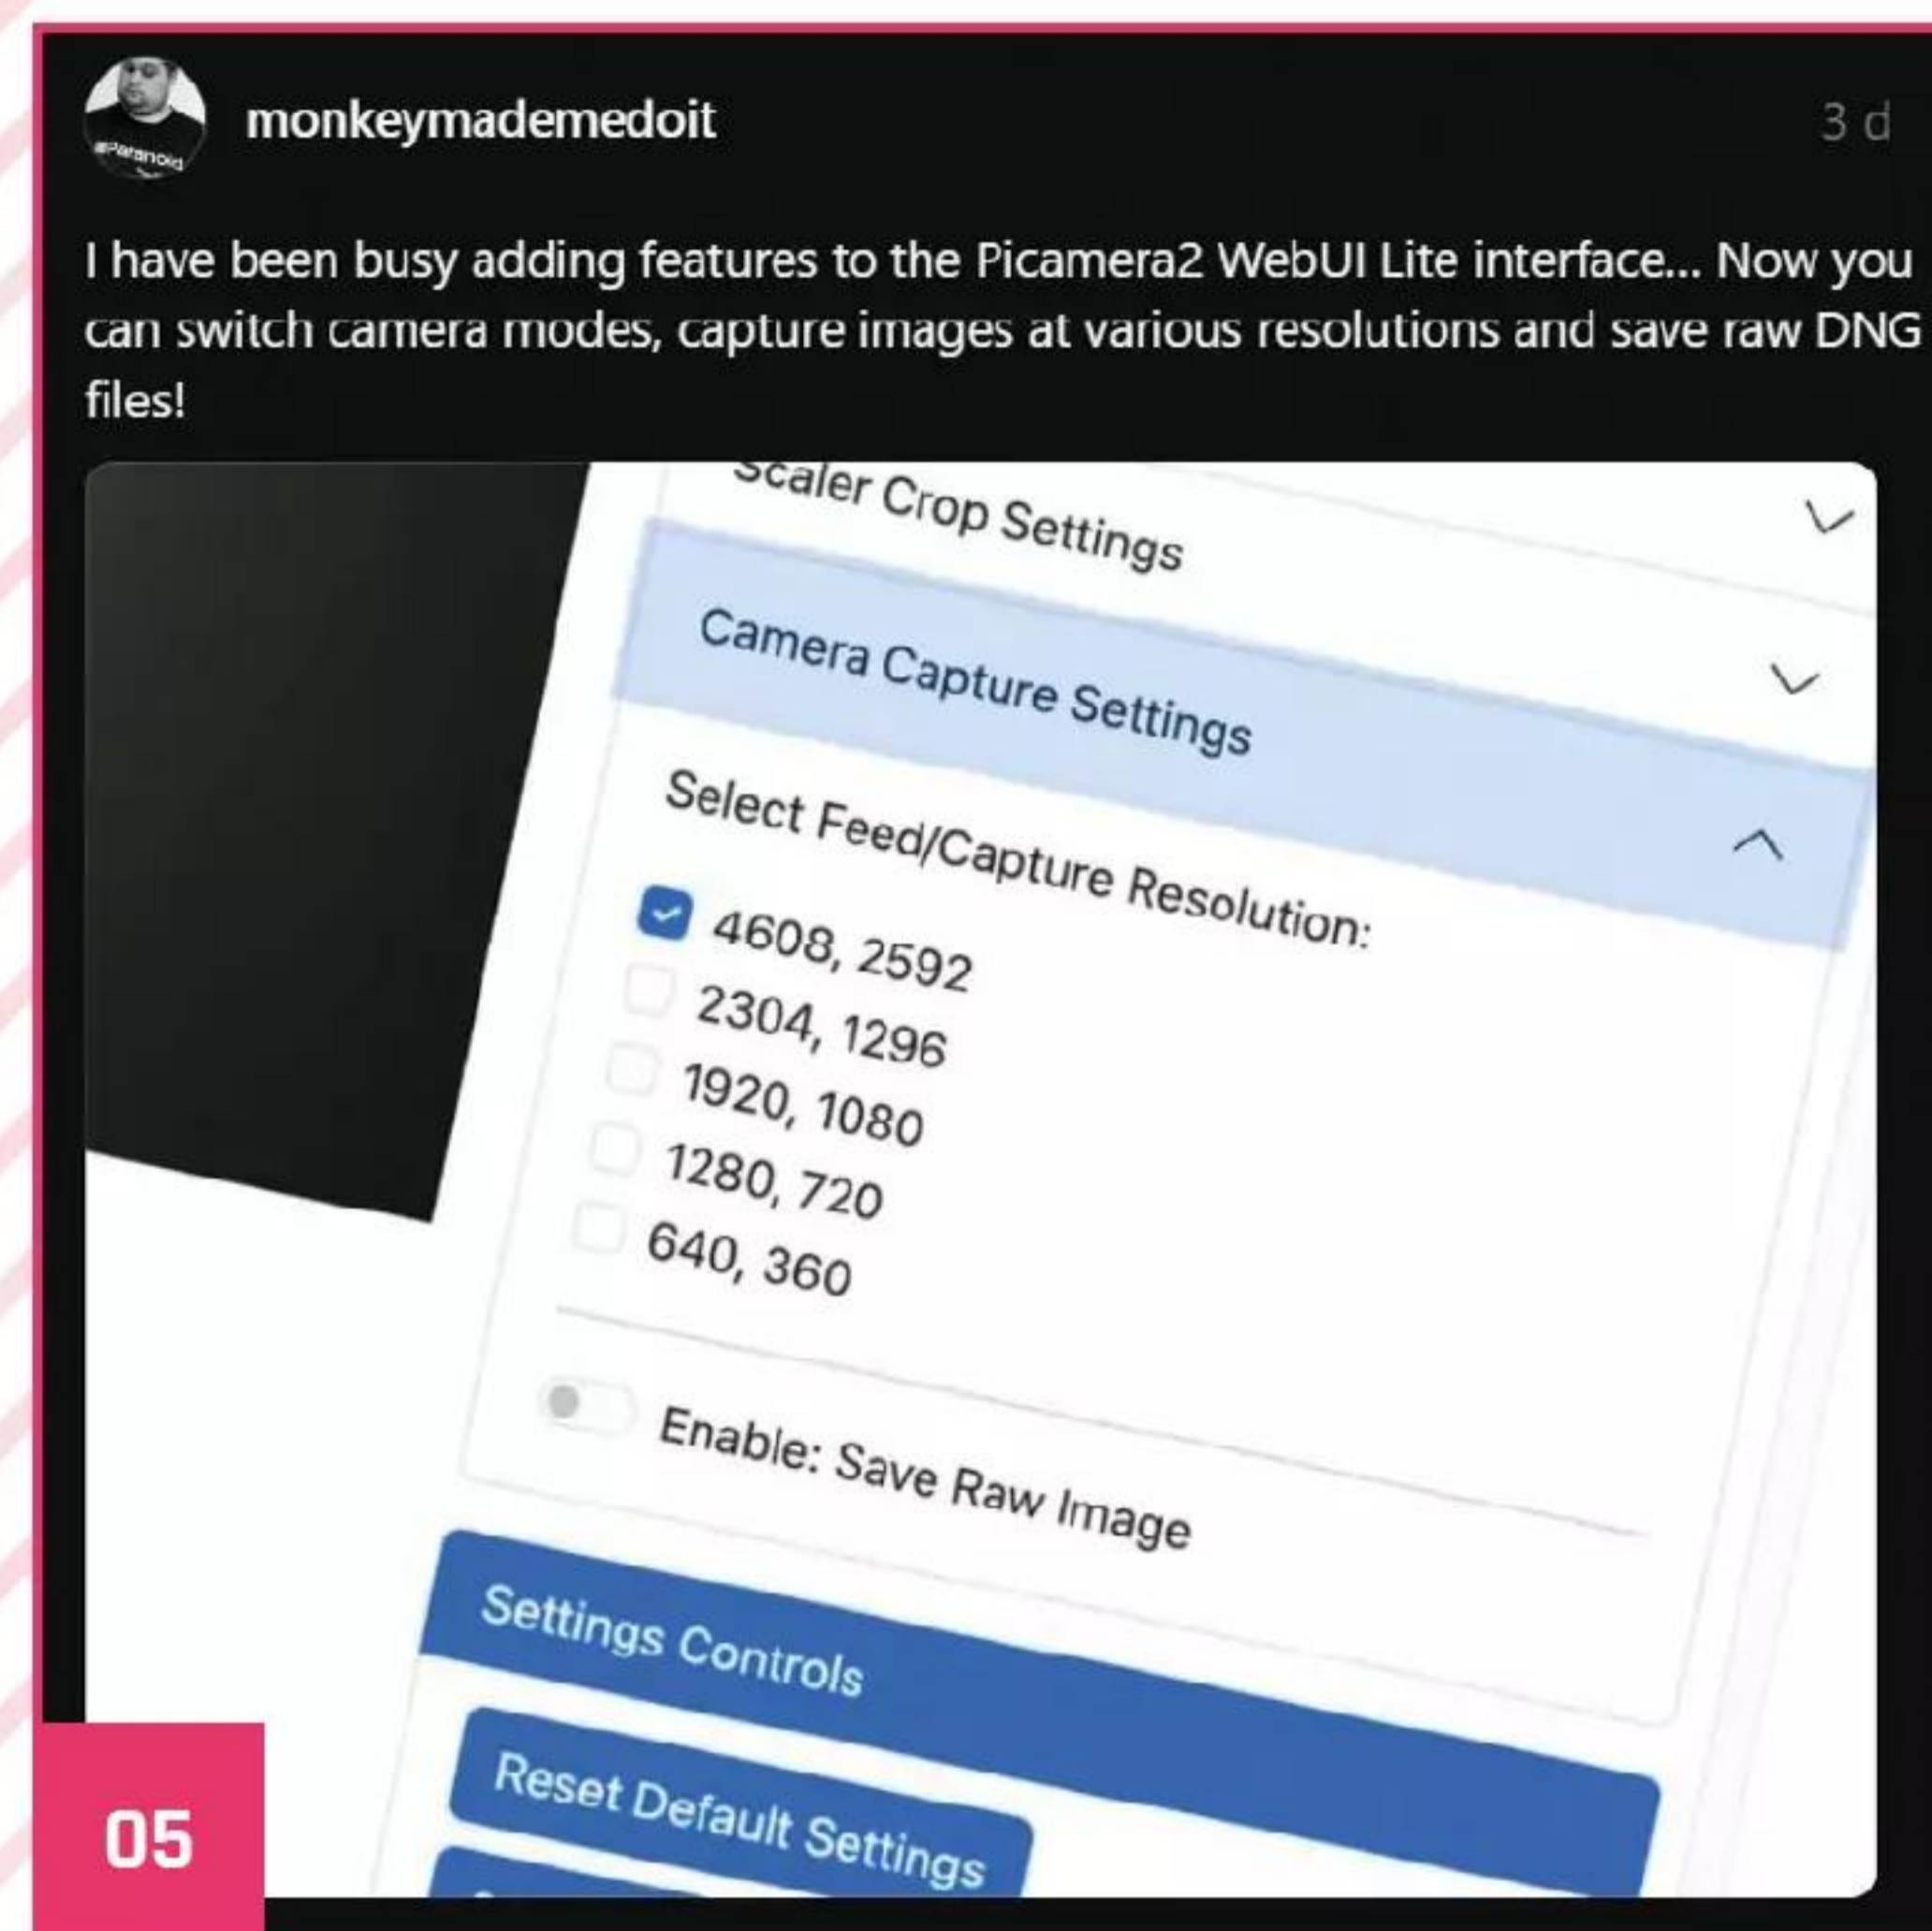 monkeymademedoit
3 d
#Paranoid
I have been busy adding features to the Picamera2 WebUI Lite interface... Now you
can switch camera modes, capture images at various resolutions and save raw DNG
files!
Scaler Crop Settings
Camera Capture Settings
Select Feed/Capture Resolution:
4608, 2592
2304, 1296
1920, 1080
1280, 720
640, 360
Enable: Save Raw Image
Settings Controls
Reset Default Settings
05